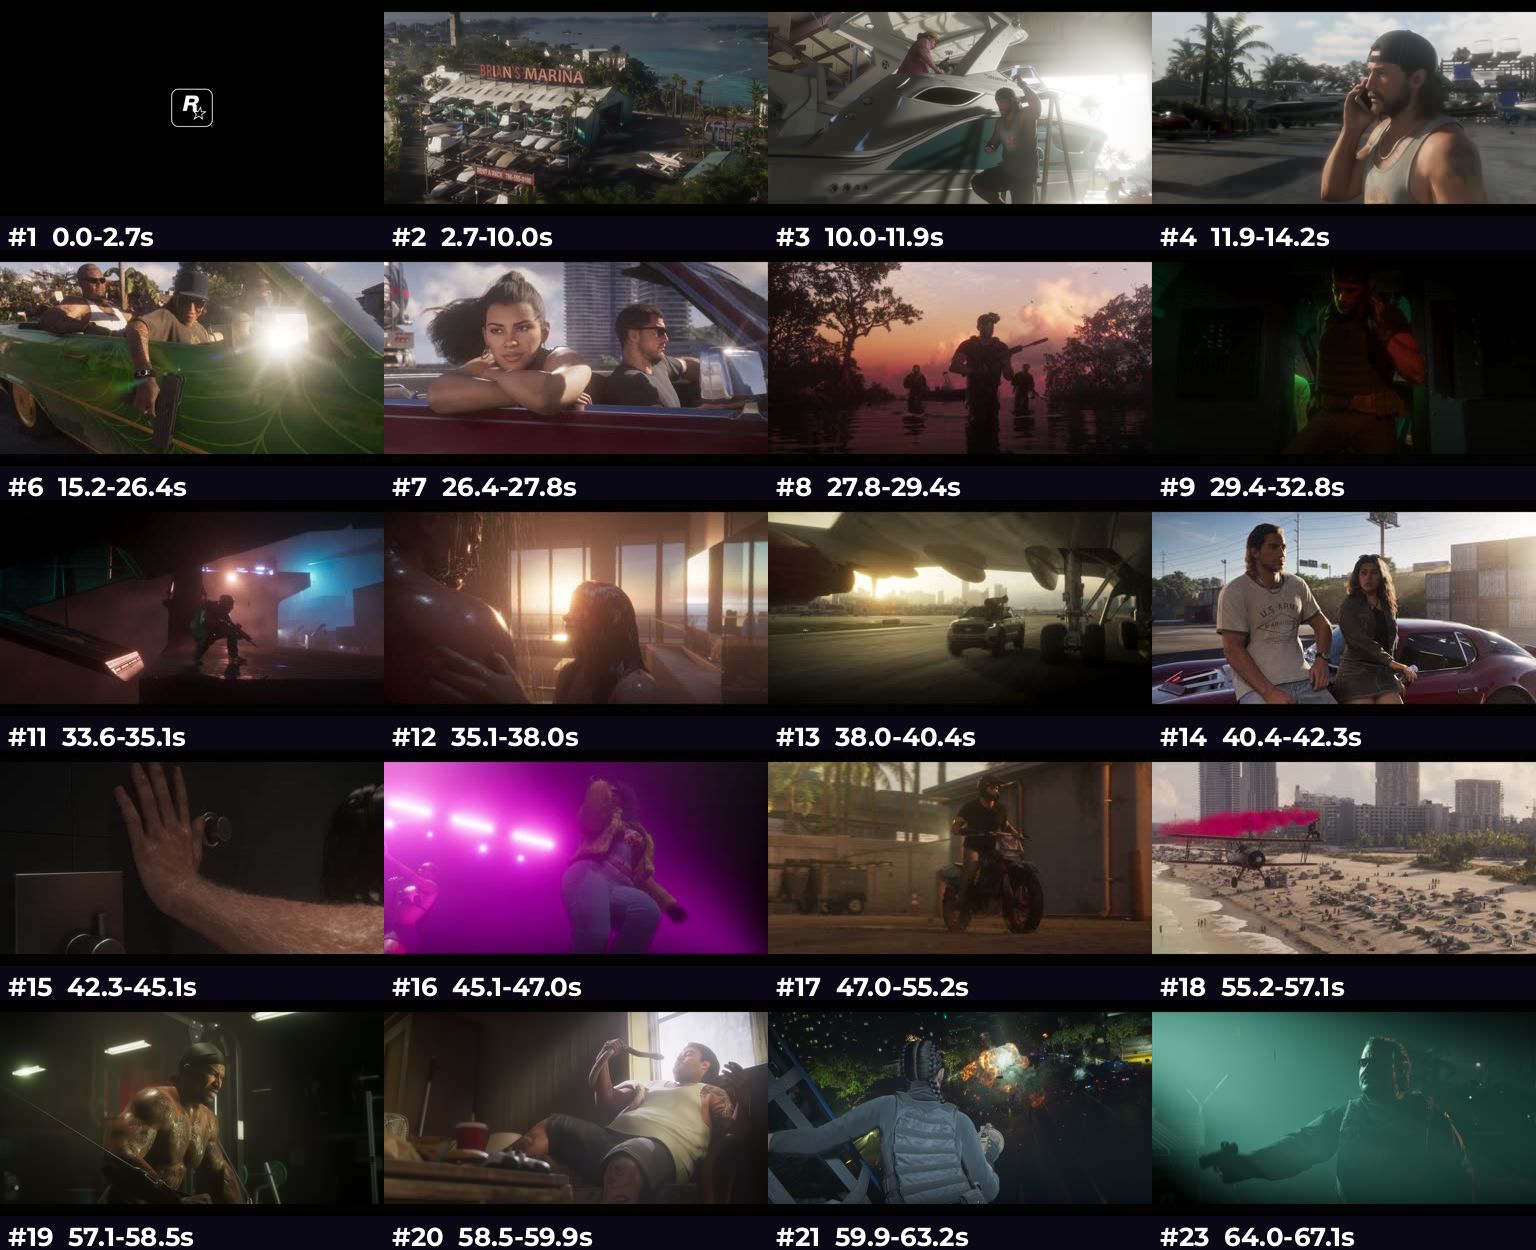 R
BRIAN'S MARINA
RENT A RACK
#1 0.0-2.7s
#2 2.7-10.0s
#3 10.0-11.9s
#4 11.9-14.2s
#6 15.2-26.4s
#7 26.4-27.8s
#8 27.8-29.4s
#9 29.4-32.8s
U.S. ARMY
#11 33.6-35.1s
#12 35.1-38.0s
#13 38.0-40.4s
#14 40.4-42.3s
#15 42.3-45.1s
#16 45.1-47.0s
#17 47.0-55.2s
#18 55.2-57.1s
#19 57.1-58.5s
#20 58.5-59.9s
#21 59.9-63.2s
#23 64.0-67.1s